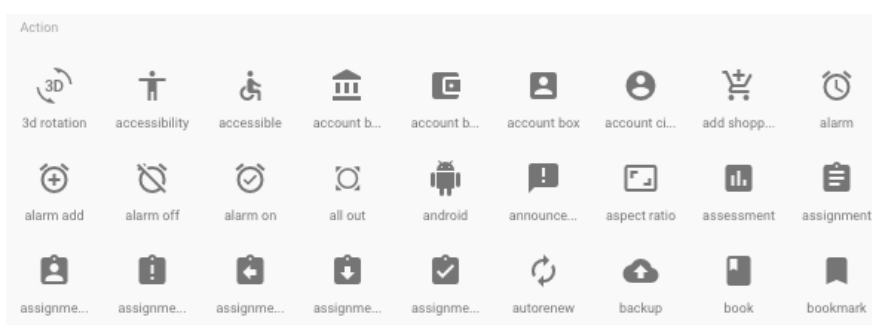 Action
3D
3d rotation accessibility accessible account b... account b... account box account ci... add shopp... alarm
alarm add alarm off alarm on all out android announce... aspect ratio assessment assignment
assignme... assignme... assignme... assignme... assignme... autorenew backup book bookmark